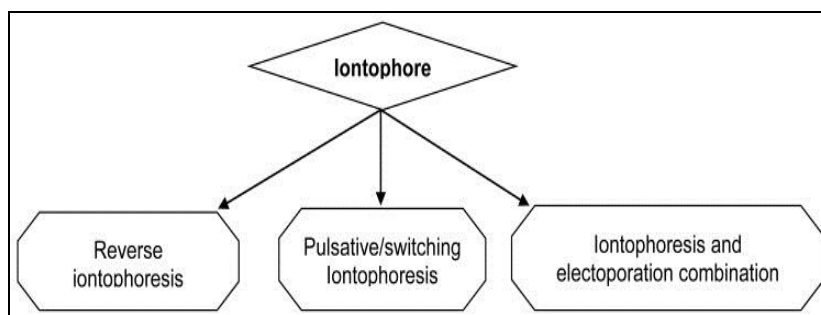 Iontophore
Reverse
iontophoresis
Pulsative/switching
Iontophoresis
Iontophoresis and
electoporation combination